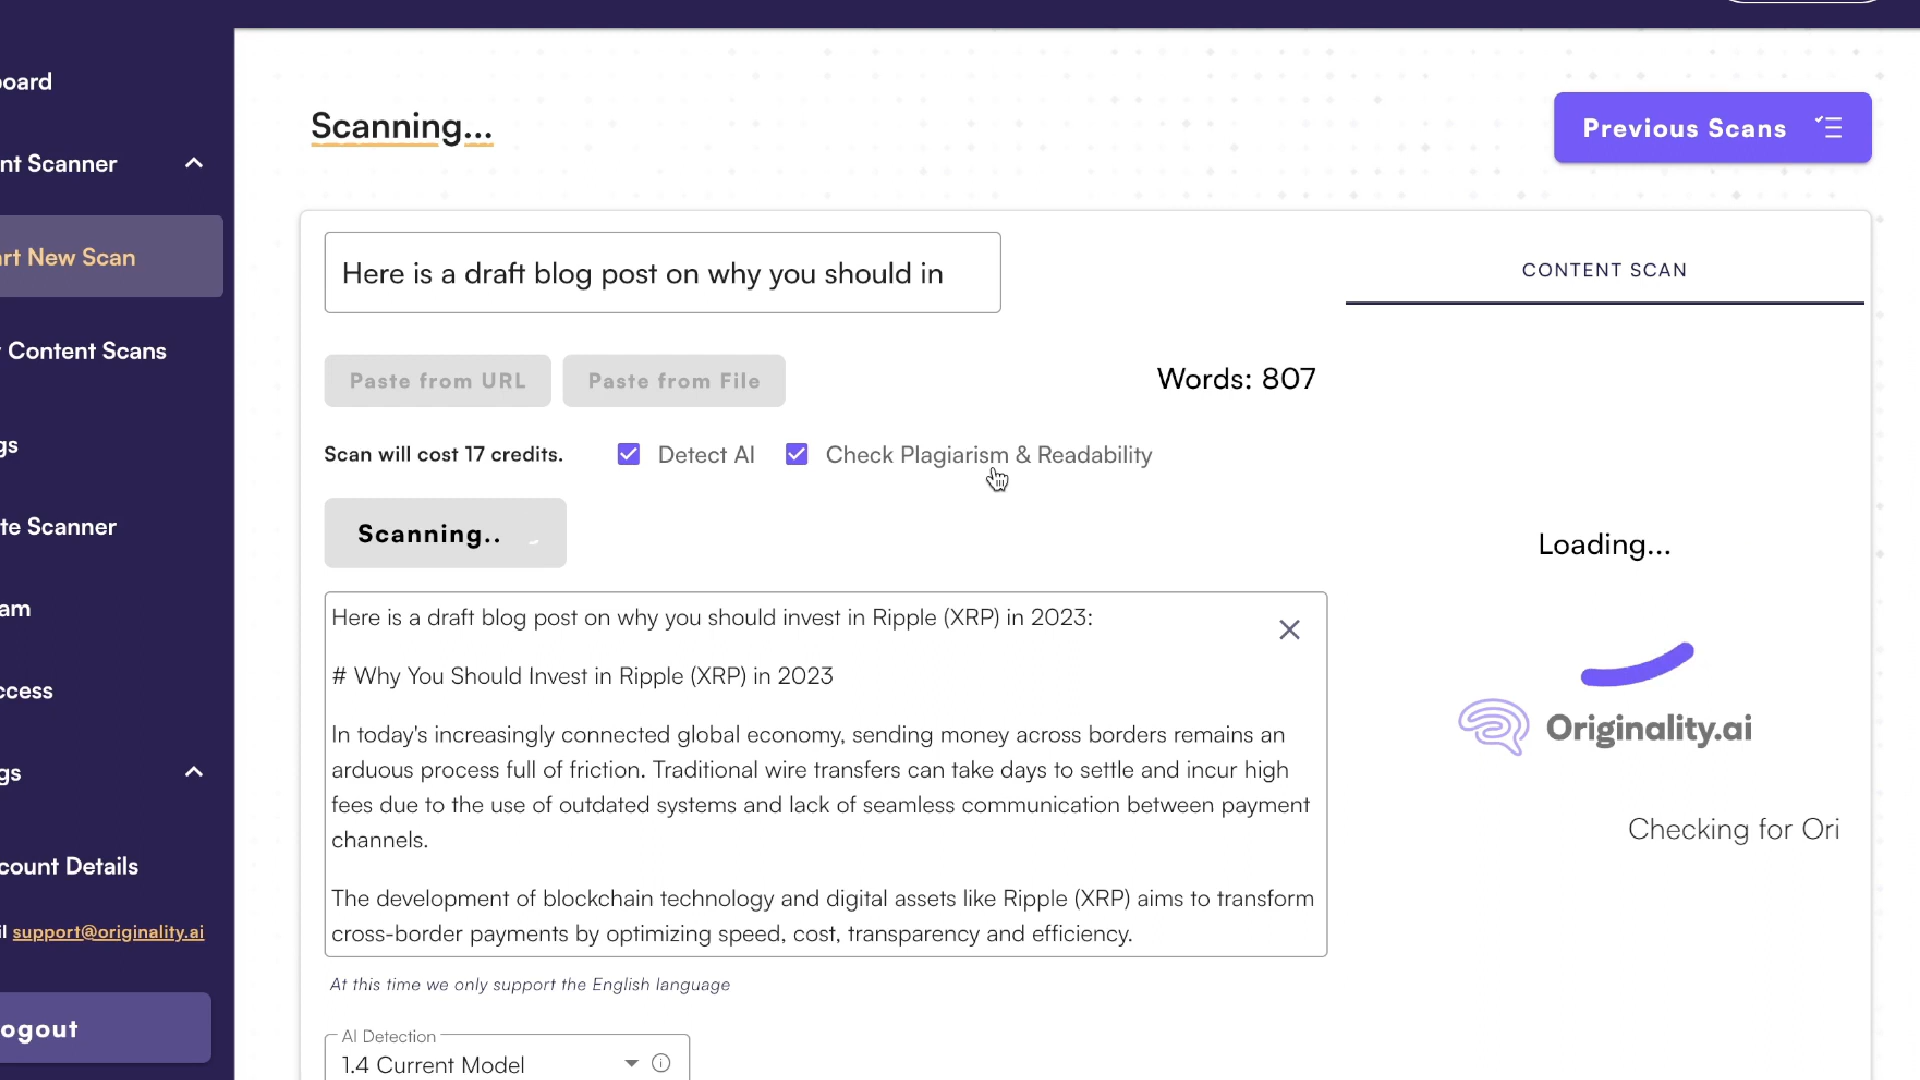 board
Scanning...
Previous Scans
nt Scanner
Here is a draft blog post on why you should in
CONTENT SCAN
rt New Scan
Content Scans
Paste from URL
Paste from File
Words: 807
gs
Scan will cost 17 credits.
Detect AI
Check Plagiarism & Readability
te Scanner
Scanning..
Loading...
am
Here is a draft blog post on why you should invest in Ripple (XRP) in 2023:
# Why You Should Invest in Ripple (XRP) in 2023
ccess
In today's increasingly connected global economy, sending money across borders remains an
arduous process full of friction. Traditional wire transfers can take days to settle and incur high
fees due to the use of outdated systems and lack of seamless communication between payment
channels.
Originality.ai
gs
Checking for Ori
count Details
The development of blockchain technology and digital assets like Ripple (XRP) aims to transform
cross-border payments by optimizing speed, cost, transparency and efficiency.
il support@originality.ai
At this time we only support the English language
ogout
AI Detection
1.4 Current Model